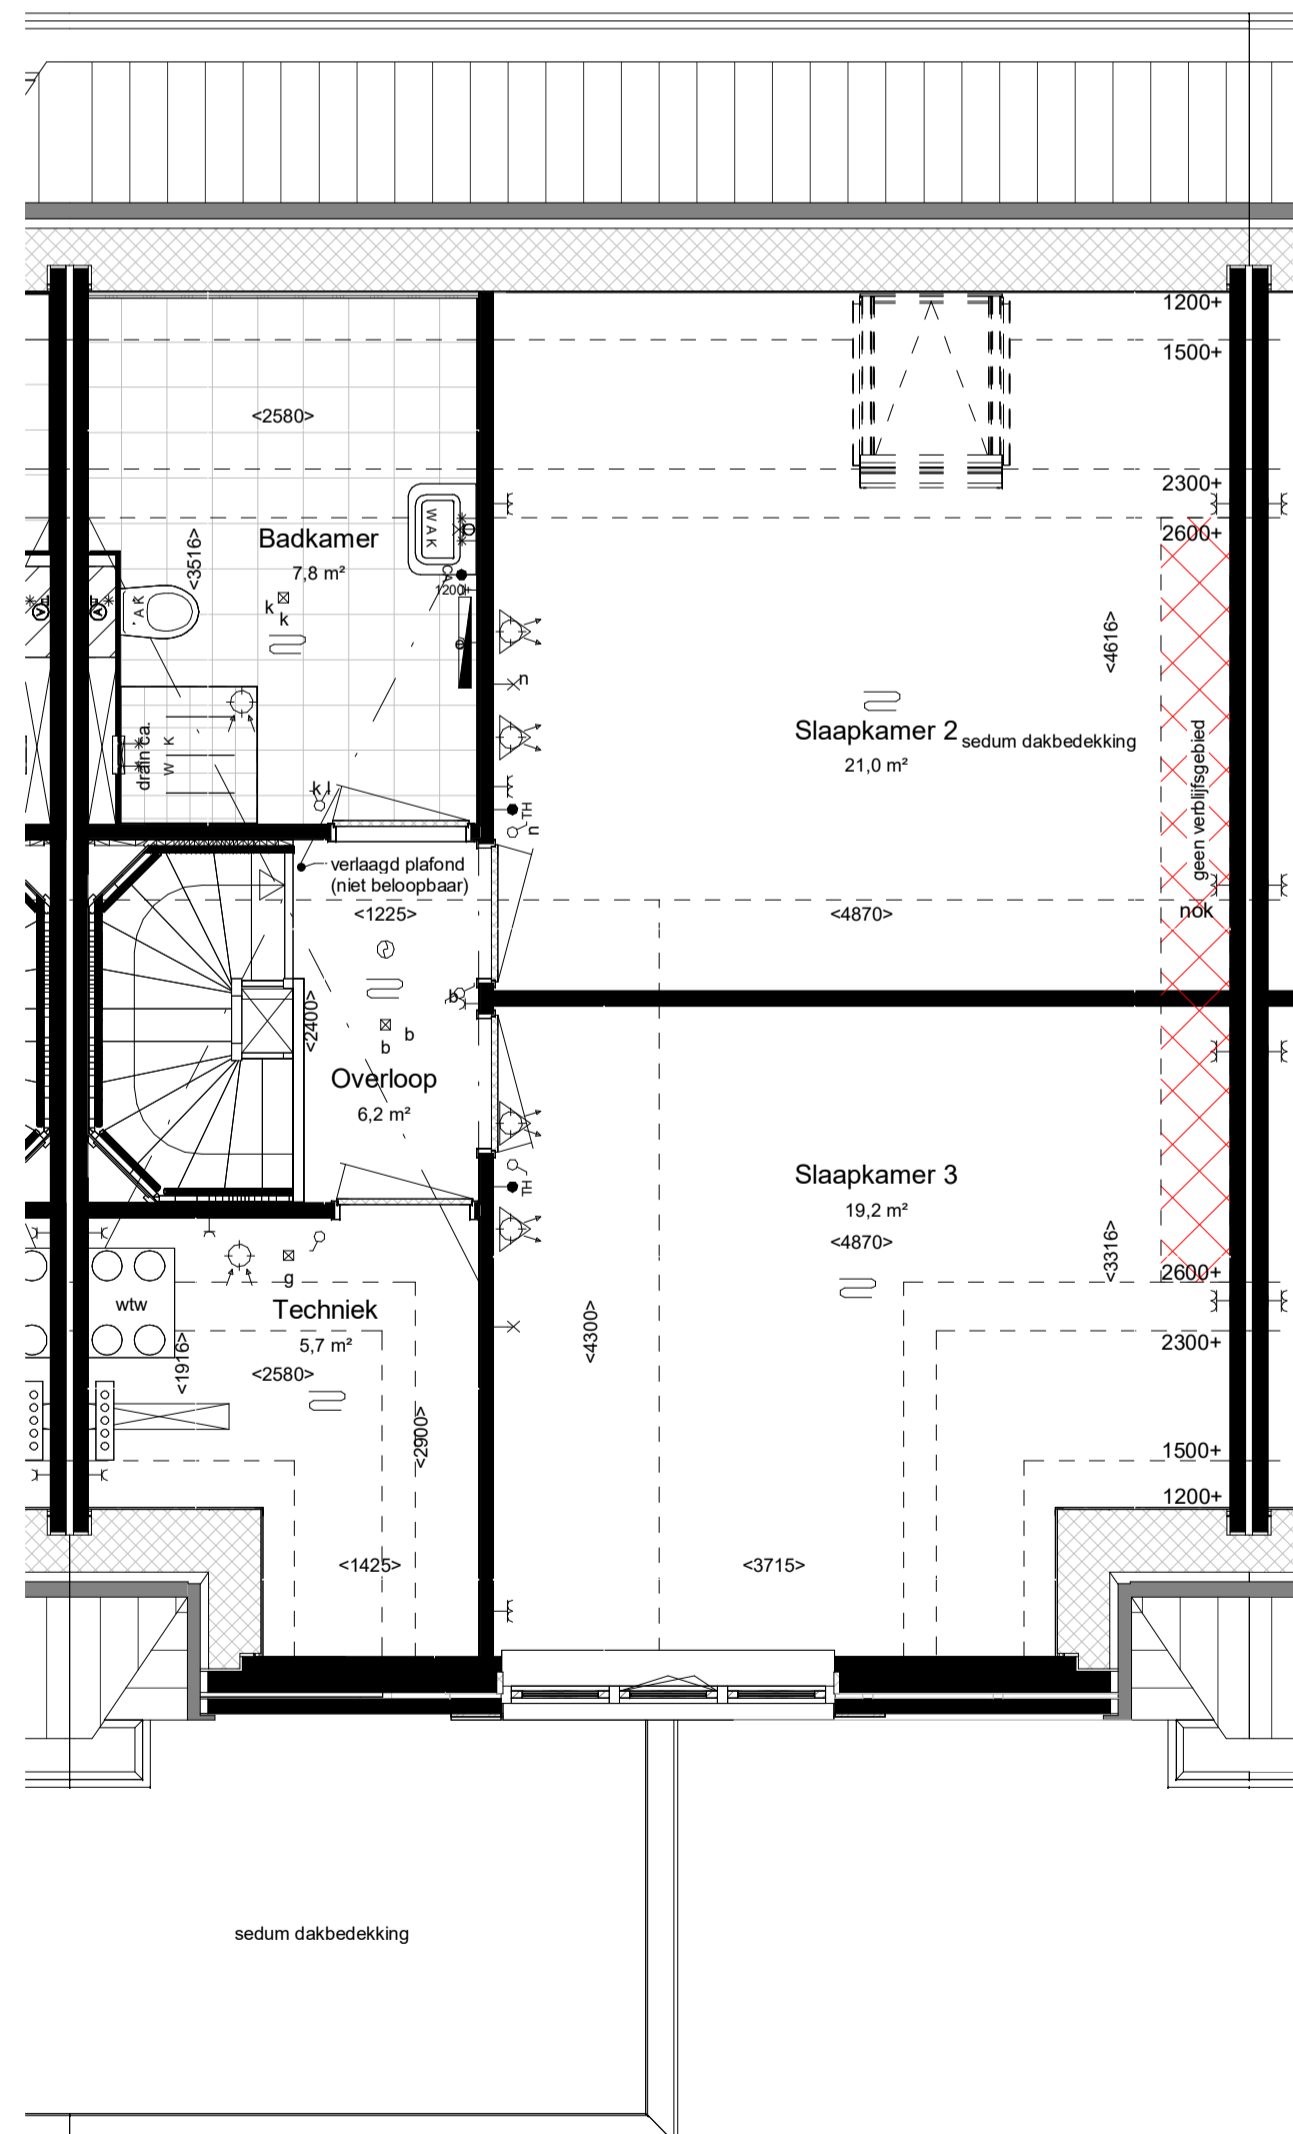 1200+
1500+
<2580>
2300+
2600+
Badkamer
7,8 m²
<3516>
WAK
1200+
k
k
AK
n
<4616>
Slaapkamer 2
sedum dakbedekking
21,0 m²
geen verblijfsgebied
drain ca.
W K
k l
TH
n
verlaagd plafond
(niet beloopbaar)
<1225>
<4870>
nok
b
<2400>
b
b
Overloop
6,2 m²
Slaapkamer 3
19,2 m²
<4870>
TH
<3316>
g
2600+
Techniek
5,7 m²
wtw
<1916>
<2580>
<4300>
2300+
<2900>
1500+
1200+
<1425>
<3715>
sedum dakbedekking